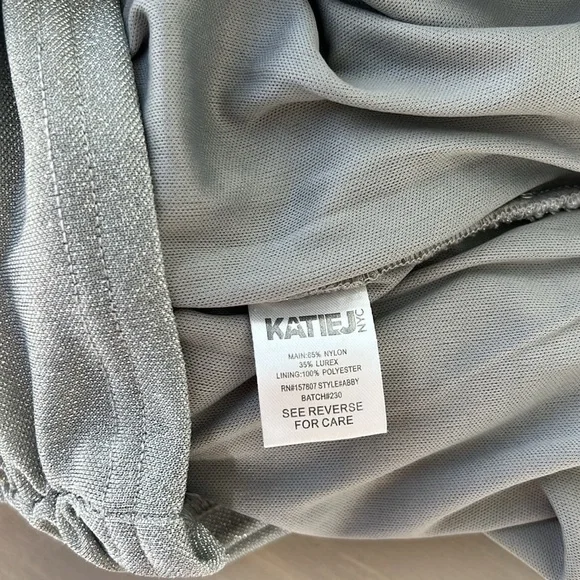 KATIEJ NYC
MAIN:65% NYLON
35% LUREX
LINING:100% POLYESTER
RN#157607 STYLE#ABBY
BATCH#230
SEE REVERSE
FOR CARE